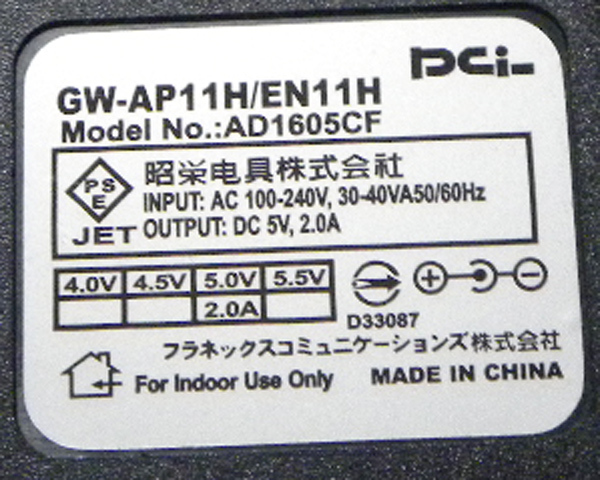 PCi
GW-AP11H/EN11H
Model No.:AD1605CF
PSE
昭栄電具株式会社
INPUT: AC 100-240V, 30-40VA50/60Hz
JET OUTPUT: DC 5V, 2.0A
4.0V 4.5V 5.0V 5.5V
2.0A
D33087
フラネックスコミュニケーションズ株式会社
For Indoor Use Only
MADE IN CHINA